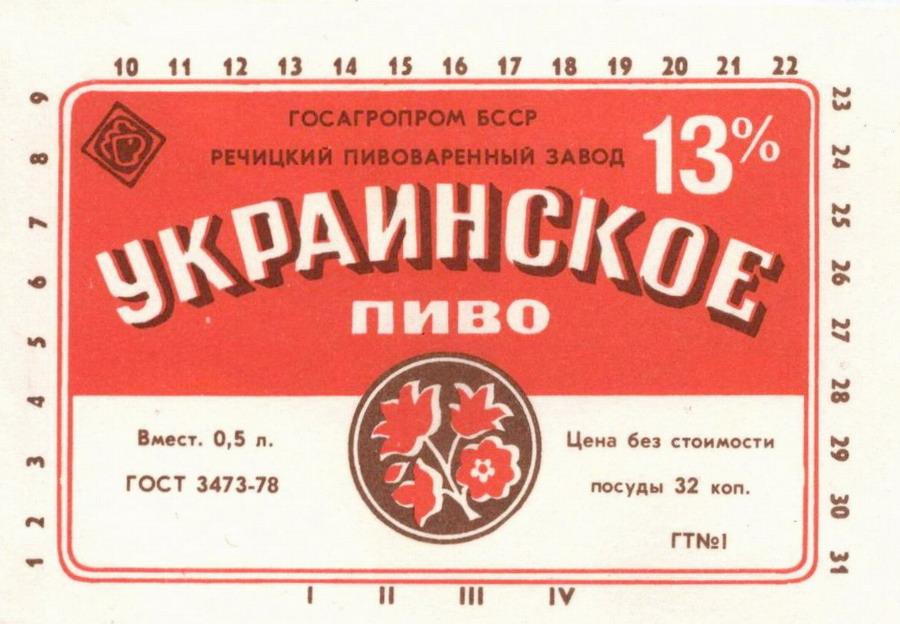 10 11 12 13 14 15 16 17 18 19 20 21 22
ГОСАГРОПРОМ БССР
РЕЧИЦКИЙ ПИВОВАРЕННЫЙ ЗАВОД
13%
УКРАИНСКОЕ
ПИВО
Вмест. 0,5 л.
ГОСТ 3473-78
Цена без стоимости
посуды 32 коп.
ГТ№1
1 2 3 4 5 6 7 8 9
23 24 25 26 27 28 29 30 31
I II III IV